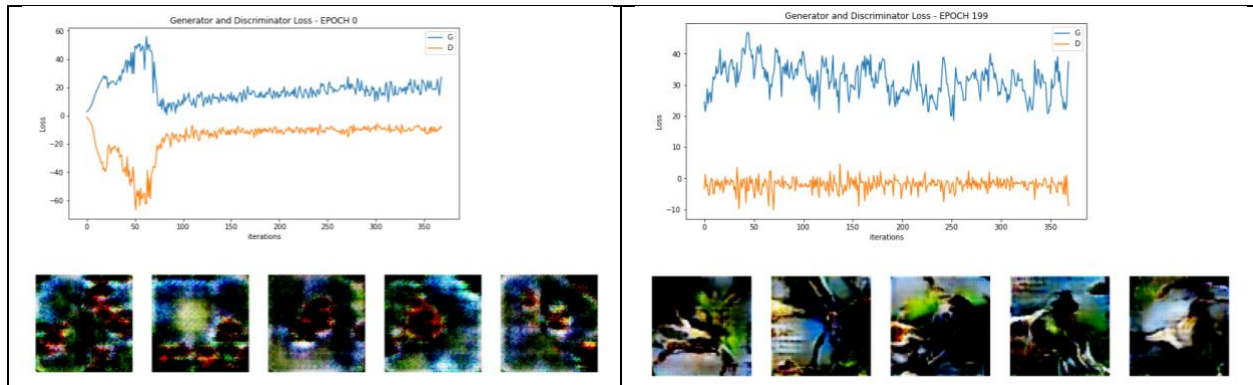 Generator and Discriminator Loss - EPOCH 0
G
D
60
40
20
0
−20
−40
−60
Loss
0 50 100 150 200 250 300 350
iterations
Generator and Discriminator Loss - EPOCH 199
G
D
40
30
20
10
0
−10
Loss
0 50 100 150 200 250 300 350
iterations